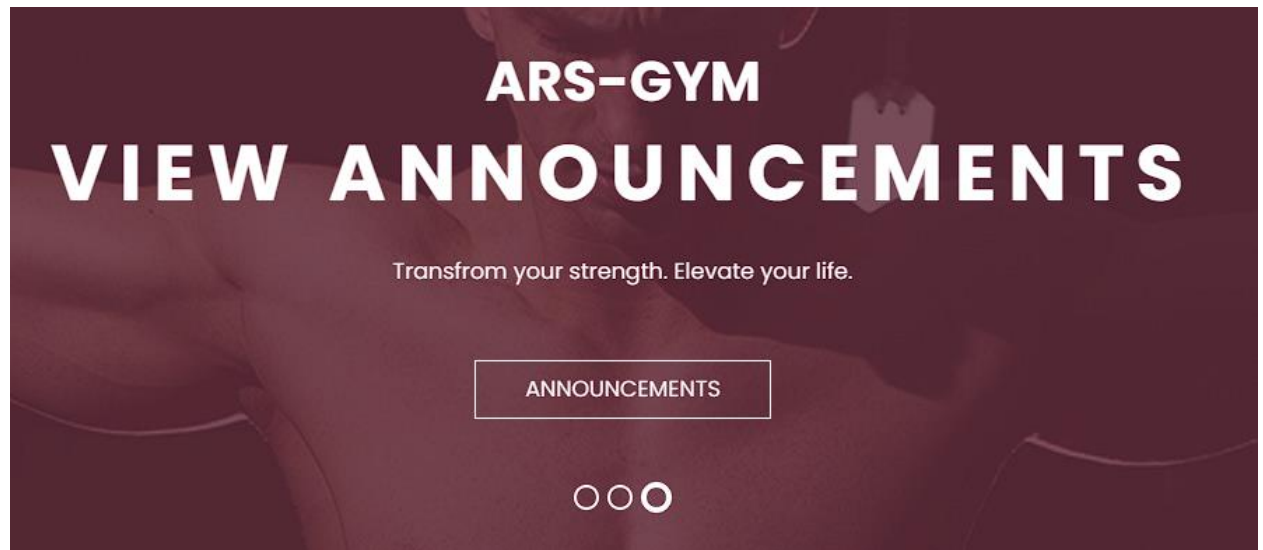 ARS-GYM
VIEW ANNOUNCEMENTS
Transfrom your strength. Elevate your life.
ANNOUNCEMENTS